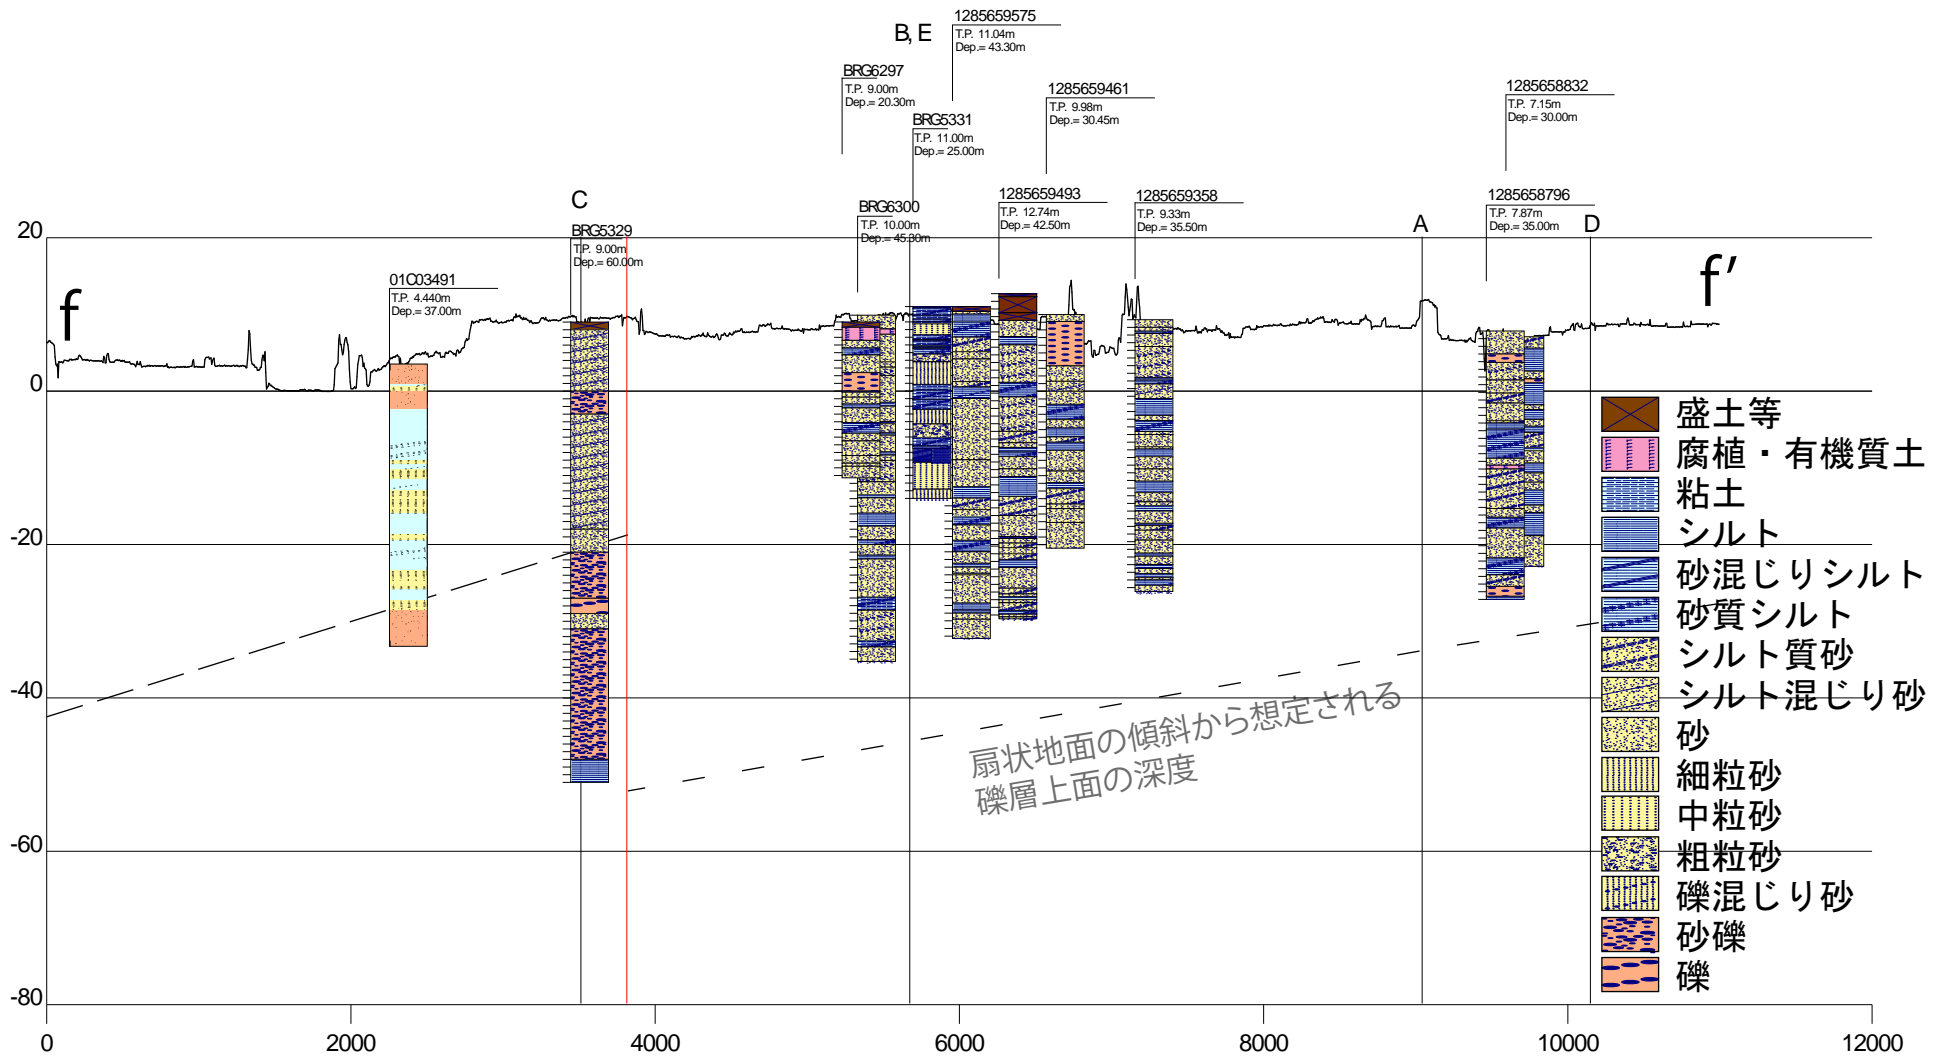 1285659575
T.P. 11.04m
Dep.= 43.30m
B, E
BRG6297
T.P. 9.00m
Dep.= 20.30m
1285659461
T.P. 9.98m
Dep.= 30.45m
1285658832
T.P. 7.15m
Dep.= 30.00m
BRG5331
T.P. 11.00m
Dep.= 25.00m
C
BRG5329
T.P. 9.00m
Dep.= 60.00m
BRG6300
T.P. 10.00m
Dep.= 45.30m
1285659493
T.P. 12.74m
Dep.= 42.50m
1285659358
T.P. 9.33m
Dep.= 35.50m
A
1285658796
T.P. 7.87m
Dep.= 35.00m
D
01C03491
T.P. 4.440m
Dep.= 37.00m
f
f'
20
0
-20
-40
-60
-80
0
2000
4000
6000
8000
10000
12000
扇状地面の傾斜から想定される
礫層上面の深度
盛土等
腐植・有機質土
粘土
シルト
砂混じりシルト
砂質シルト
シルト質砂
シルト混じり砂
砂
細粒砂
中粒砂
粗粒砂
礫混じり砂
砂礫
礫